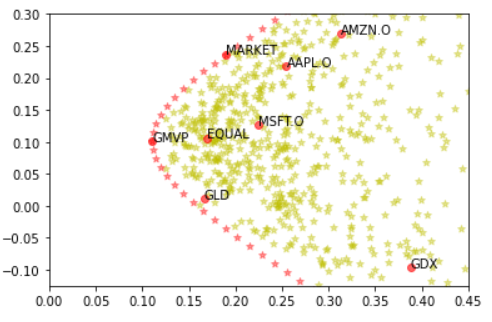 0.30
0.25
0.20
0.15
0.10
0.05
0.00
−0.05
−0.10
AMZN.O
MARKET
AAPL.O
MSFT.O
EQUAL
GMVP
GLD
GDX
0.00 0.05 0.10 0.15 0.20 0.25 0.30 0.35 0.40 0.45